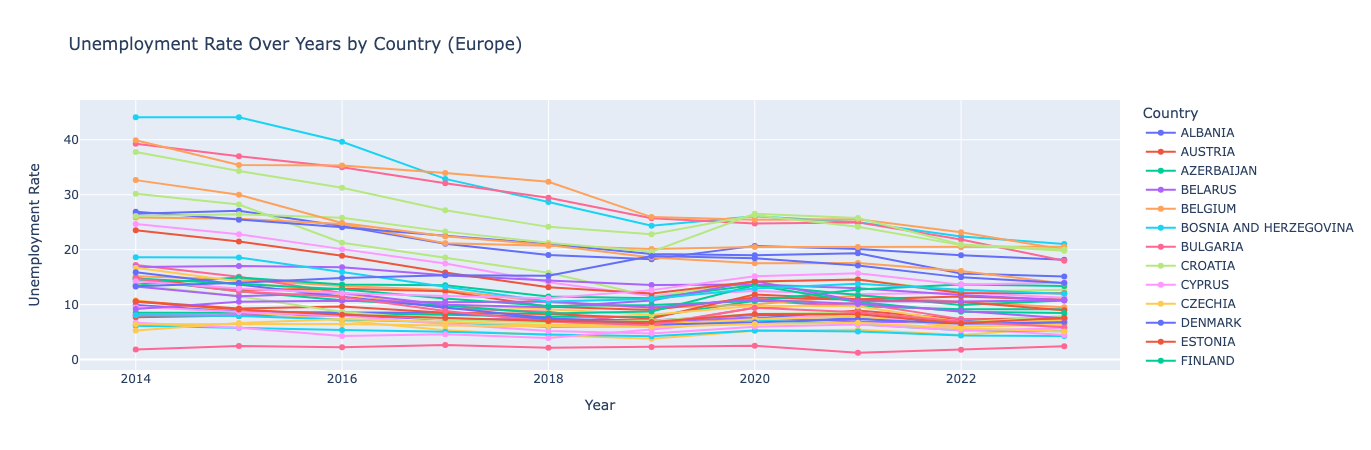 Unemployment Rate Over Years by Country (Europe)
Unemployment Rate
40
30
20
10
0
2014
2016
2018
2020
2022
Year
Country
ALBANIA
AUSTRIA
AZERBAIJAN
BELARUS
BELGIUM
BOSNIA AND HERZEGOVINA
BULGARIA
CROATIA
CYPRUS
CZECHIA
DENMARK
ESTONIA
FINLAND